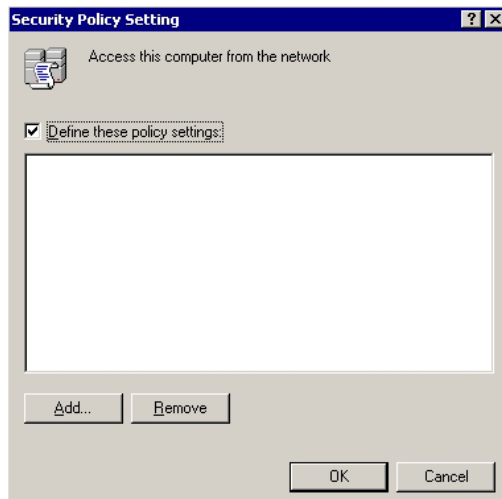 Security Policy Setting
? X
Access this computer from the network
Define these policy settings:
Add... Remove
OK Cancel